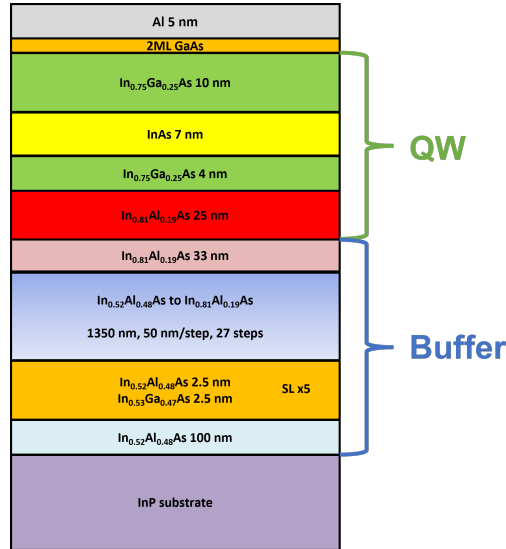 Al 5 nm
2ML GaAs
In₀.₇₅Ga₀.₂₅As 10 nm
InAs 7 nm
In₀.₇₅Ga₀.₂₅As 4 nm
In₀.₈₁Al₀.₁₉As 25 nm
In₀.₈₁Al₀.₁₉As 33 nm
In₀.₅₂Al₀.₄₈As to In₀.₈₁Al₀.₁₉As
1350 nm, 50 nm/step, 27 steps
In₀.₅₂Al₀.₄₈As 2.5 nm
In₀.₅₃Ga₀.₄₇As 2.5 nm
SL x5
In₀.₅₂Al₀.₄₈As 100 nm
InP substrate
QW
Buffer